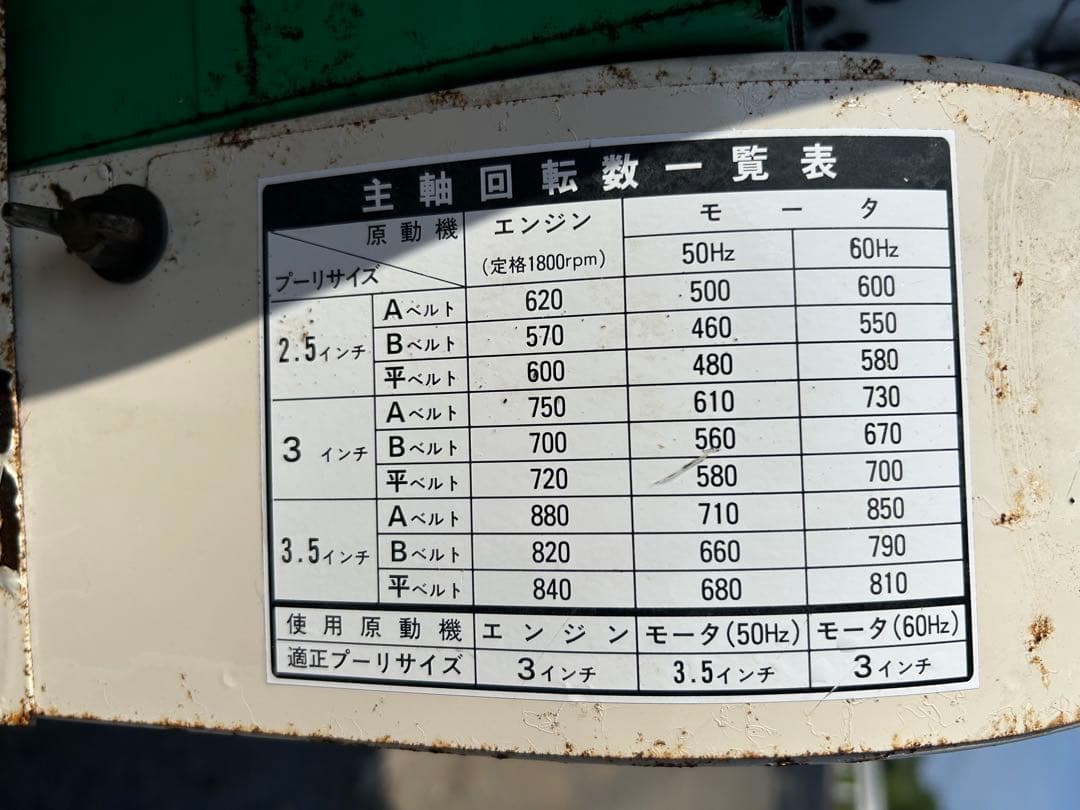 主軸回転数一覧表
原動機 エンジン モータ
プーリサイズ (定格1800rpm) 50Hz 60Hz
2.5インチ Aベルト 620 500 600
Bベルト 570 460 550
平ベルト 600 480 580
3インチ Aベルト 750 610 730
Bベルト 700 560 670
平ベルト 720 580 700
3.5インチ Aベルト 880 710 850
Bベルト 820 660 790
平ベルト 840 680 810
使用原動機 エンジン モータ(50Hz) モータ(60Hz)
適正プーリサイズ 3インチ 3.5インチ 3インチ